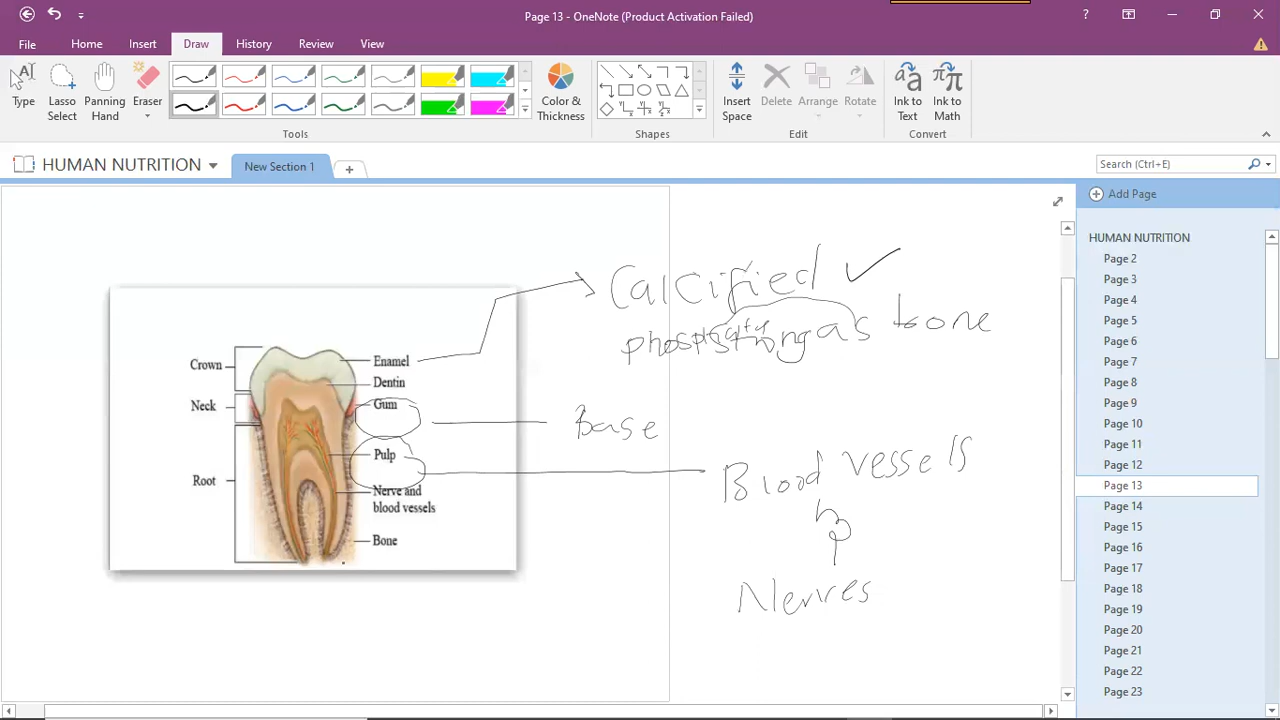 Page 13 - OneNote (Product Activation Failed)
?
File Home Insert Draw History Review View
Type
Lasso Select
Panning Hand
Eraser
Color & Thickness
Insert Space
Delete
Arrange
Rotate
Ink to Text
Ink to Math
Tools
Shapes
Edit
Convert
HUMAN NUTRITION
New Section 1
Search (Ctrl+E)
Add Page
HUMAN NUTRITION
Page 2
Page 3
Page 4
Page 5
Page 6
Page 7
Page 8
Page 9
Page 10
Page 11
Page 12
Page 13
Page 14
Page 15
Page 16
Page 17
Page 18
Page 19
Page 20
Page 21
Page 22
Page 23
Crown
Neck
Root
Enamel
Dentin
Gum
Pulp
Nerve and
blood vessels
Bone
Calcified
strong as bone
Base
Blood vessels
Nerves